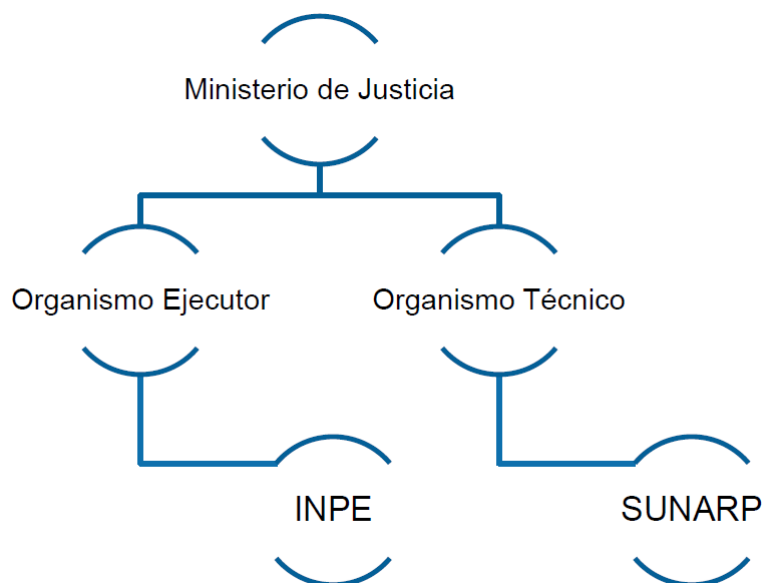 Ministerio de Justicia
Organismo Ejecutor
Organismo Técnico
INPE
SUNARP